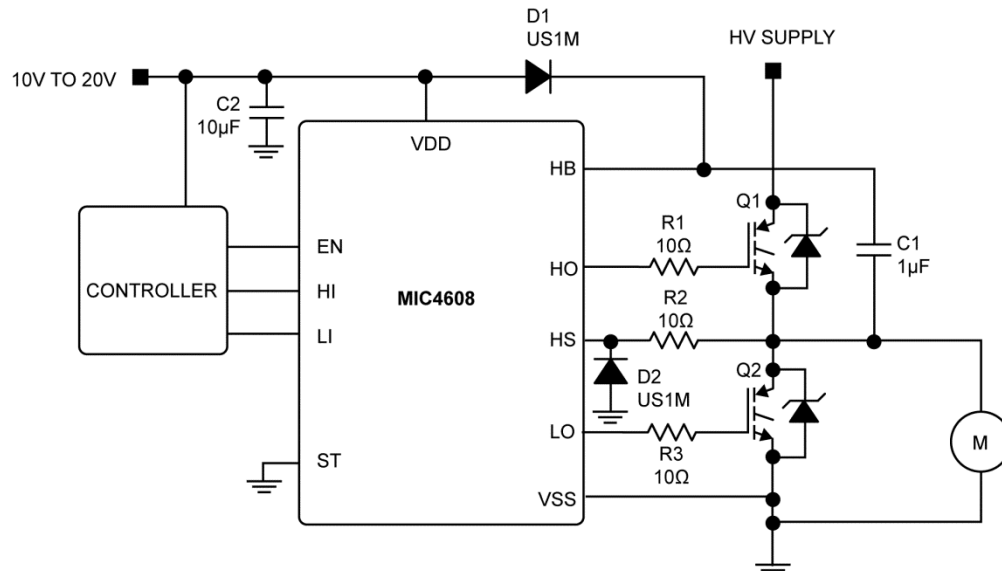 D1
US1M
HV SUPPLY
10V TO 20V
C2
10µF
VDD
HB
Q1
R1
10Ω
C1
1µF
EN
HO
CONTROLLER
HI
MIC4608
R2
10Ω
LI
HS
Q2
D2
US1M
LO
M
R3
10Ω
ST
VSS